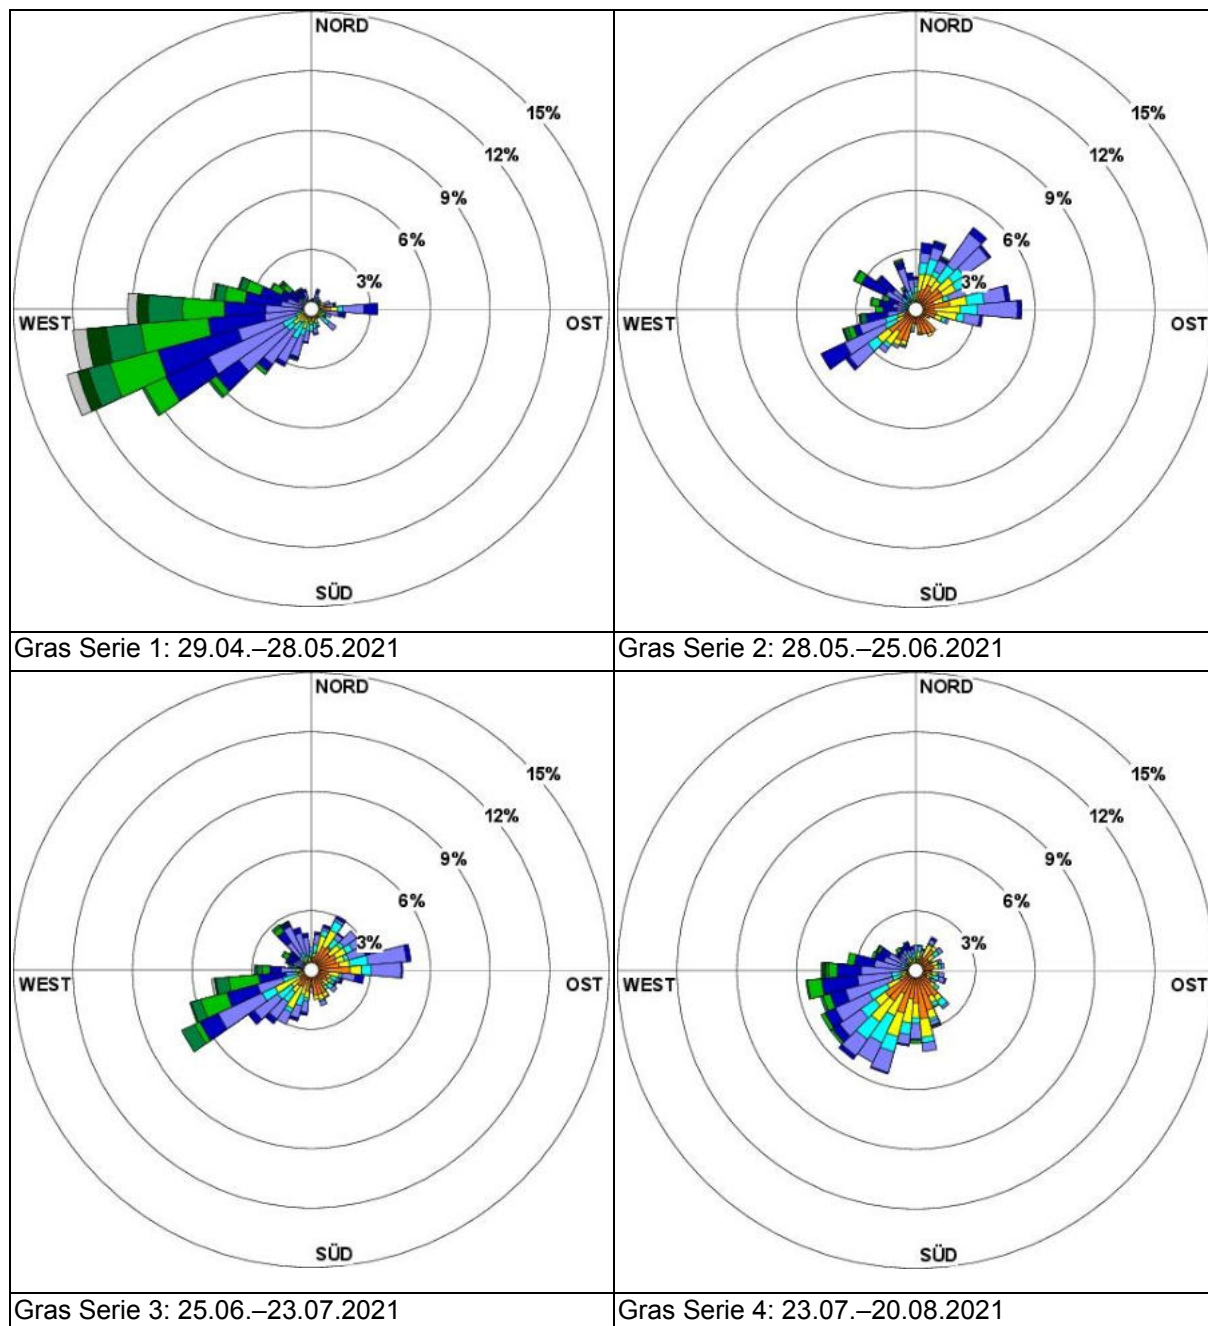 NORD
15%
12%
9%
6%
3%
WEST
OST
SÜD
Gras Serie 1: 29.04.–28.05.2021
NORD
15%
12%
9%
6%
3%
WEST
OST
SÜD
Gras Serie 2: 28.05.–25.06.2021
NORD
15%
12%
9%
6%
3%
WEST
OST
SÜD
Gras Serie 3: 25.06.–23.07.2021
NORD
15%
12%
9%
6%
3%
WEST
OST
SÜD
Gras Serie 4: 23.07.–20.08.2021